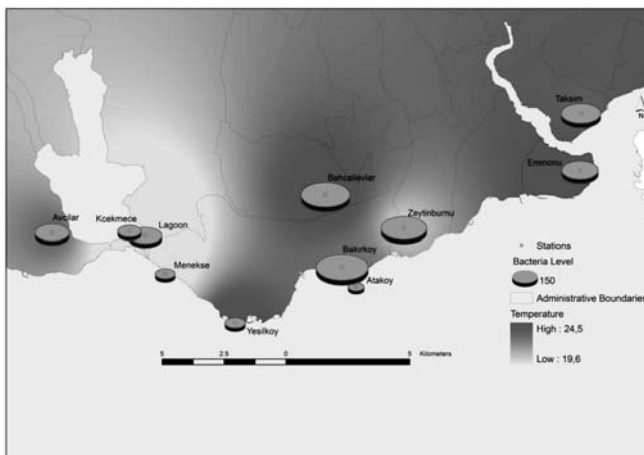 Taksim
N
Eminonu
Bahcelievler
Avcilar
Kcekmece
Lagoon
Zeytinburnu
Menekse
Bakırkoy
Atakoy
Yesilkoy
Stations
Bacteria Level
150
Administrative Boundaries
Temperature
High : 24,5
Low : 19,6
5 2.5 0 5 Kilometers